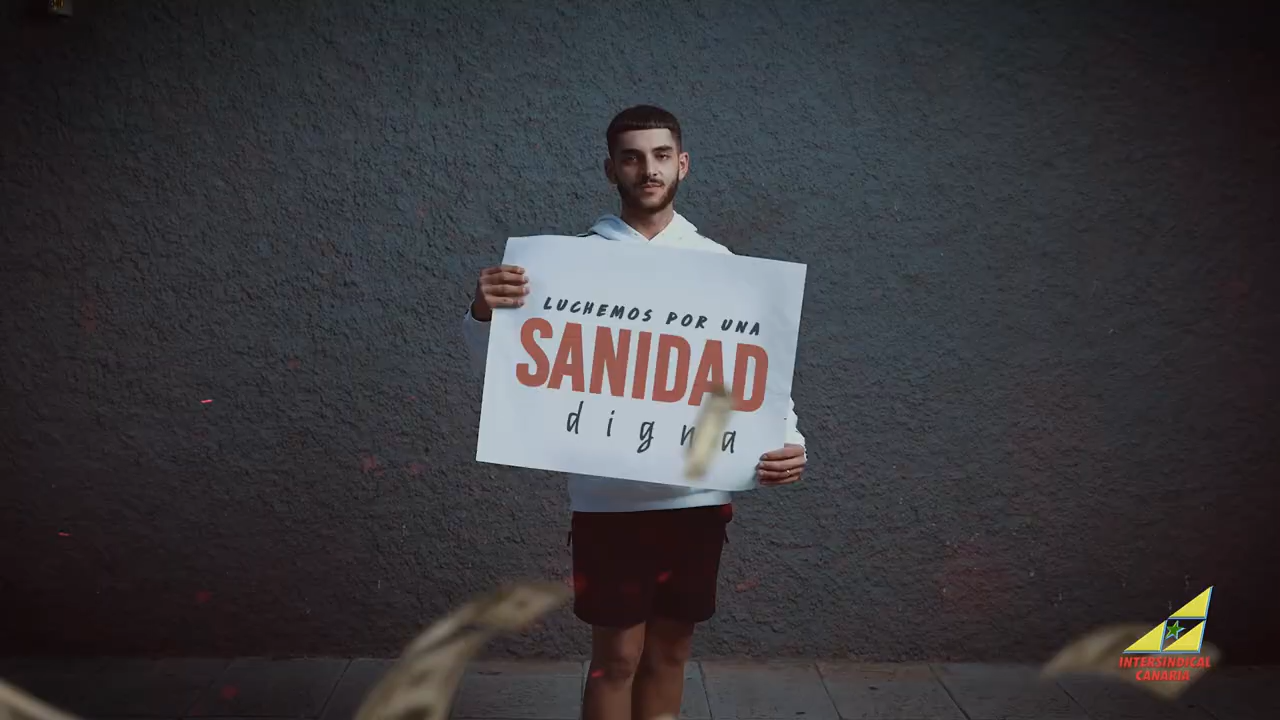 LUCHEMOS POR UNA
SANIDAD
digna
INTERSINDICAL
CANARIA